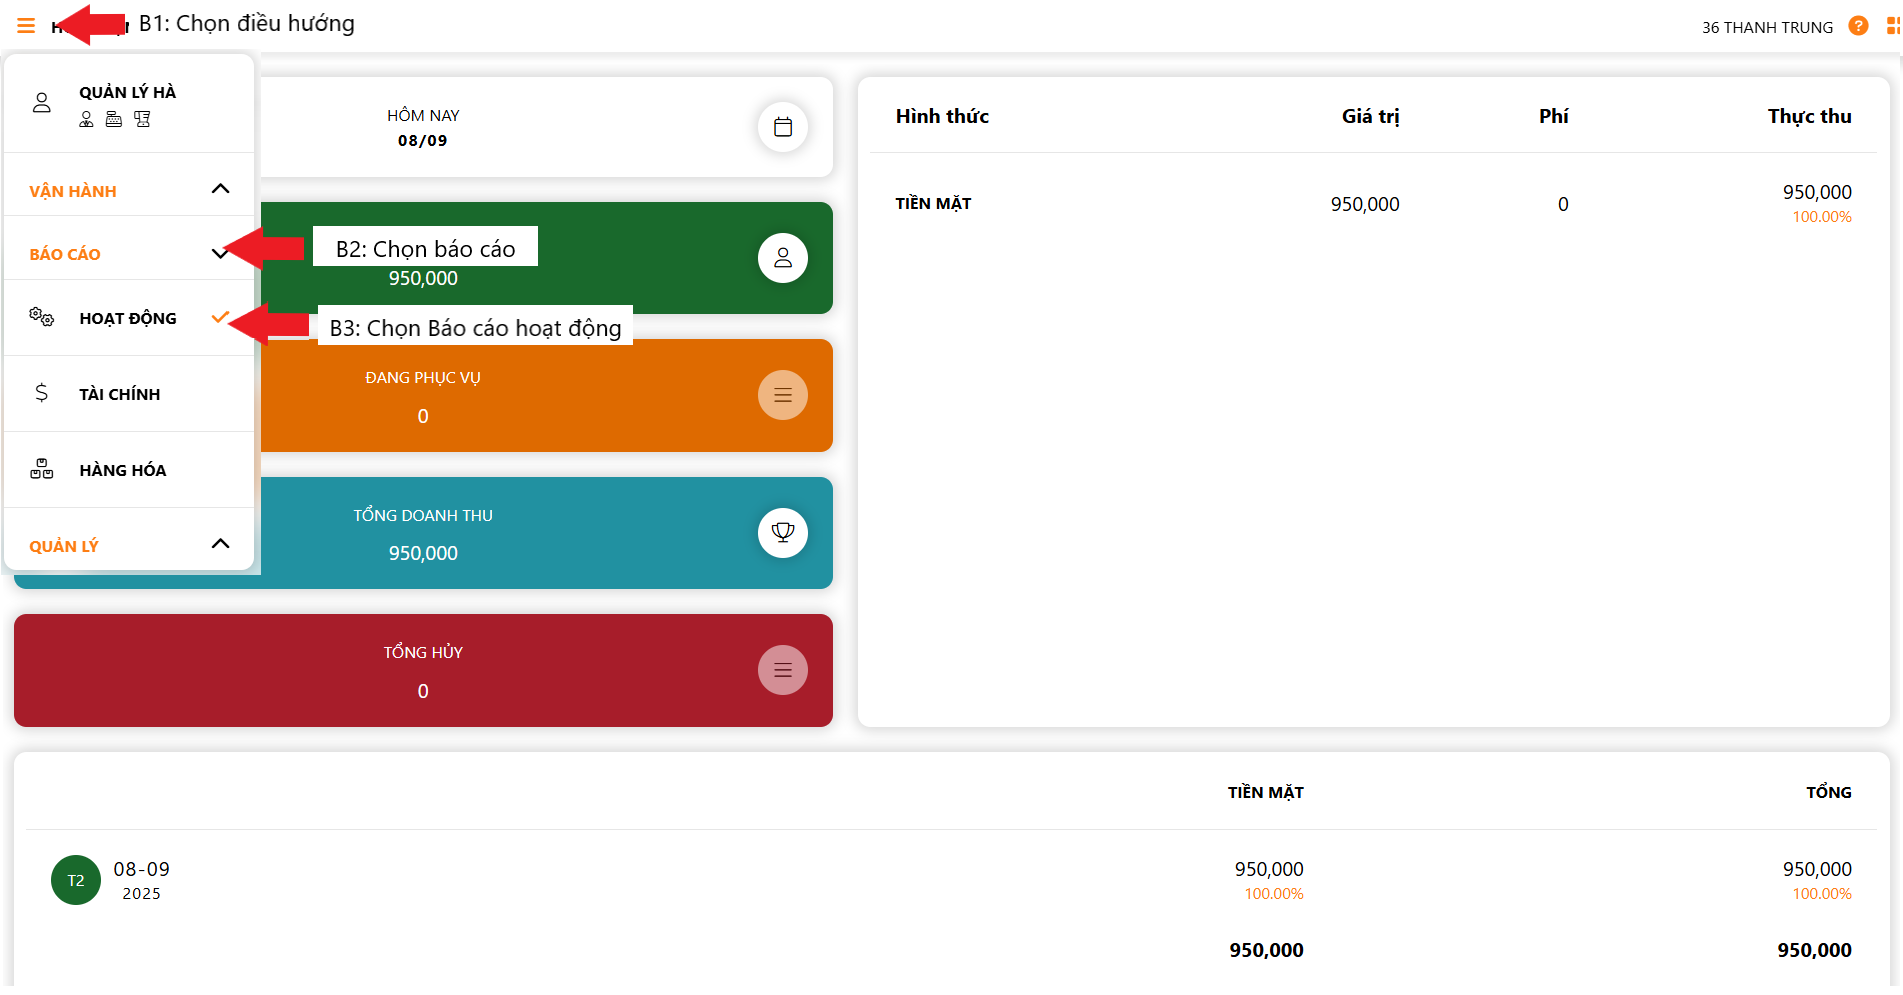 B1: Chọn điều hướng
36 THANH TRUNG
?
QUẢN LÝ HÀ
VẬN HÀNH
BÁO CÁO
HOẠT ĐỘNG
TÀI CHÍNH
HÀNG HÓA
QUẢN LÝ
HÔM NAY
08/09
B2: Chọn báo cáo
950,000
B3: Chọn Báo cáo hoạt động
ĐANG PHỤC VỤ
0
TỔNG DOANH THU
950,000
TỔNG HỦY
0
Hình thức Giá trị Phí Thực thu
TIỀN MẶT 950,000 0 950,000
100.00%
TIỀN MẶT TỔNG
T2 08-09 950,000 950,000
2025 100.00% 100.00%
950,000 950,000